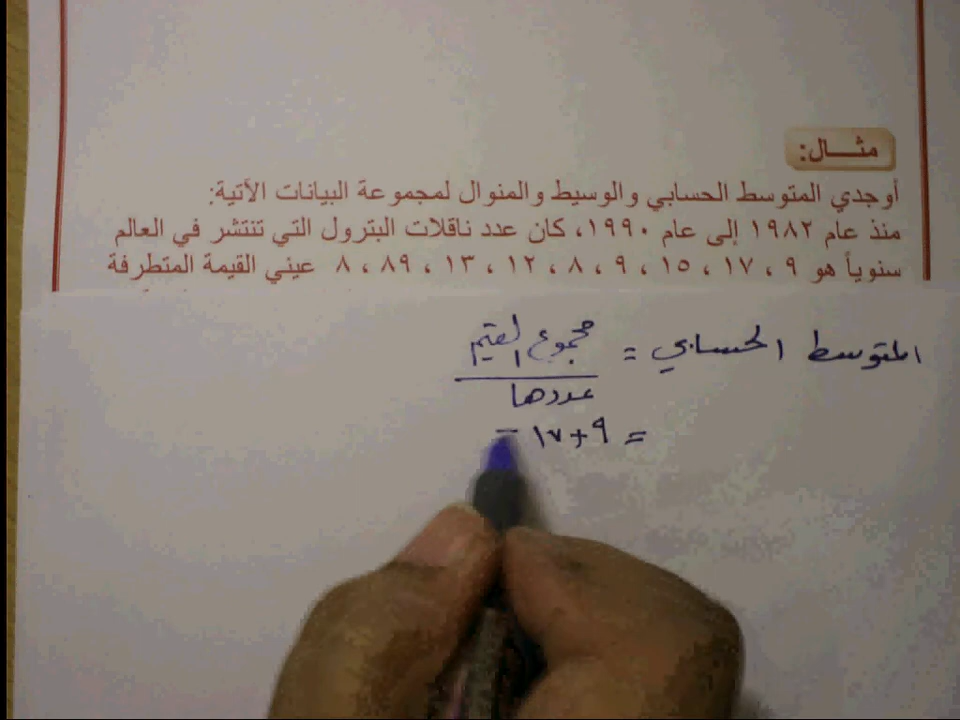 مثـــال:
أوجدي المتوسط الحسابي والوسيط والمنوال لمجموعة البيانات الآتية:
منذ عام ١٩٨٢ إلى عام ١٩٩٠، كان عدد ناقلات البترول التي تنتشر في العالم
سنوياً هو ٩ ، ١٧ ، ١٥ ، ٩ ، ٨ ، ١٢ ، ١٣ ، ٨٩ ، ٨ عيني القيمة المتطرفة
المتوسط الحسابي = مجموع القيم
عددها
= ٩ + ١٧